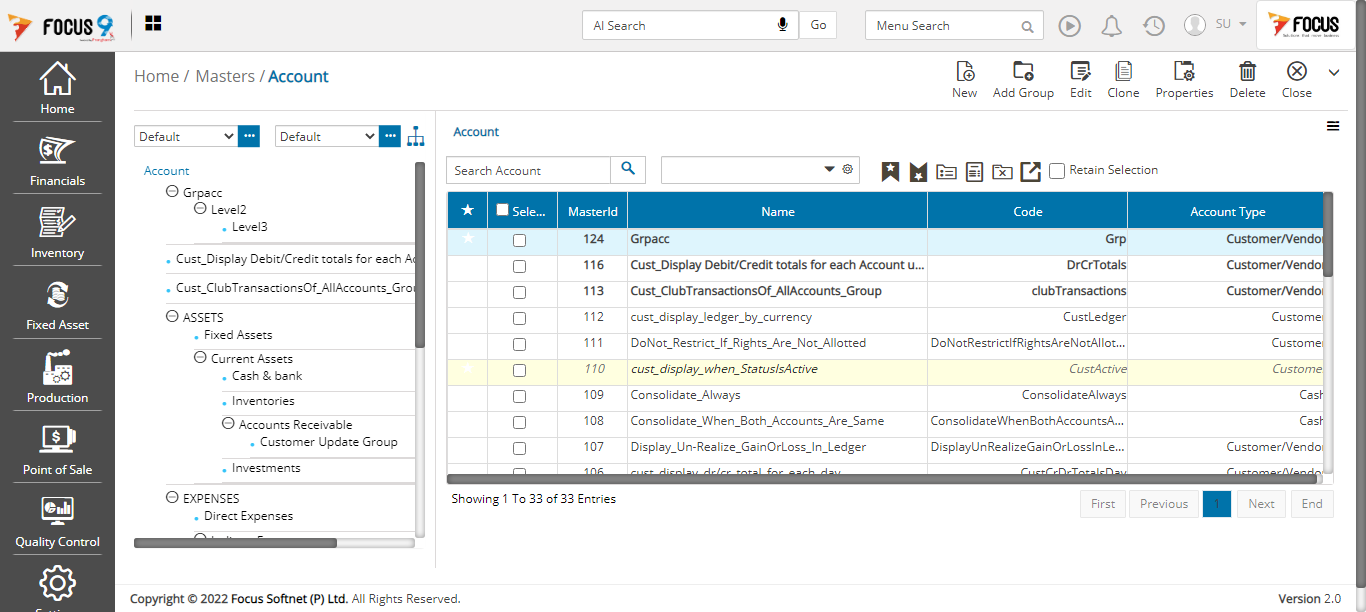 FOCUS 9
AI Search
Go
Menu Search
SU
FOCUS
Home
Financials
Inventory
Fixed Asset
Production
Point of Sale
Quality Control
Home / Masters / Account
New
Add Group
Edit
Clone
Properties
Delete
Close
Default
...
Default
...
Account
Grpacc
Level2
Level3
Cust_Display Debit/Credit totals for each Ac
Cust_ClubTransactionsOf_AllAccounts_Grou
ASSETS
Fixed Assets
Current Assets
Cash & bank
Inventories
Accounts Receivable
Customer Update Group
Investments
EXPENSES
Direct Expenses
Account
Search Account
Retain Selection
Sele... MasterId Name Code Account Type
124 Grpacc Grp Customer/Vendor
116 Cust_Display Debit/Credit totals for each Account u... DrCrTotals Customer/Vendor
113 Cust_ClubTransactionsOf_AllAccounts_Group clubTransactions Customer/Vendor
112 cust_display_ledger_by_currency CustLedger Custome
111 DoNot_Restrict_If_Rights_Are_Not_Allotted DoNotRestrictIfRightsAreNotAllot... Custome
110 cust_display_when_StatusIsActive CustActive Custome
109 Consolidate_Always ConsolidateAlways Cash
108 Consolidate_When_Both_Accounts_Are_Same ConsolidateWhenBothAccountsA... Cash
107 Display_Un-Realize_GainOrLoss_In_Ledger DisplayUnRealizeGainOrLossInLe... Customer/Vendor
106 cust_display_dr/cr_total_for_each_day CustCrDrTotalsDay Customer/Vendor
Showing 1 To 33 of 33 Entries
First
Previous
1
Next
End
Copyright © 2022 Focus Softnet (P) Ltd. All Rights Reserved.
Version 2.0